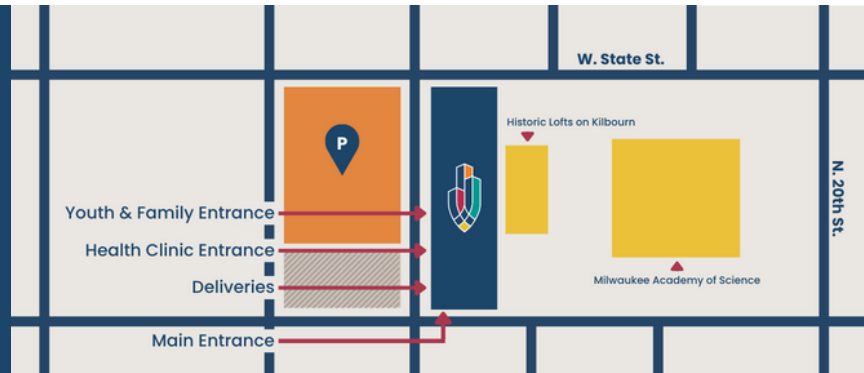 W. State St.
Historic Lofts on Kilbourn
P
N. 20th St.
Youth & Family Entrance
Health Clinic Entrance
Milwaukee Academy of Science
Deliveries
Main Entrance